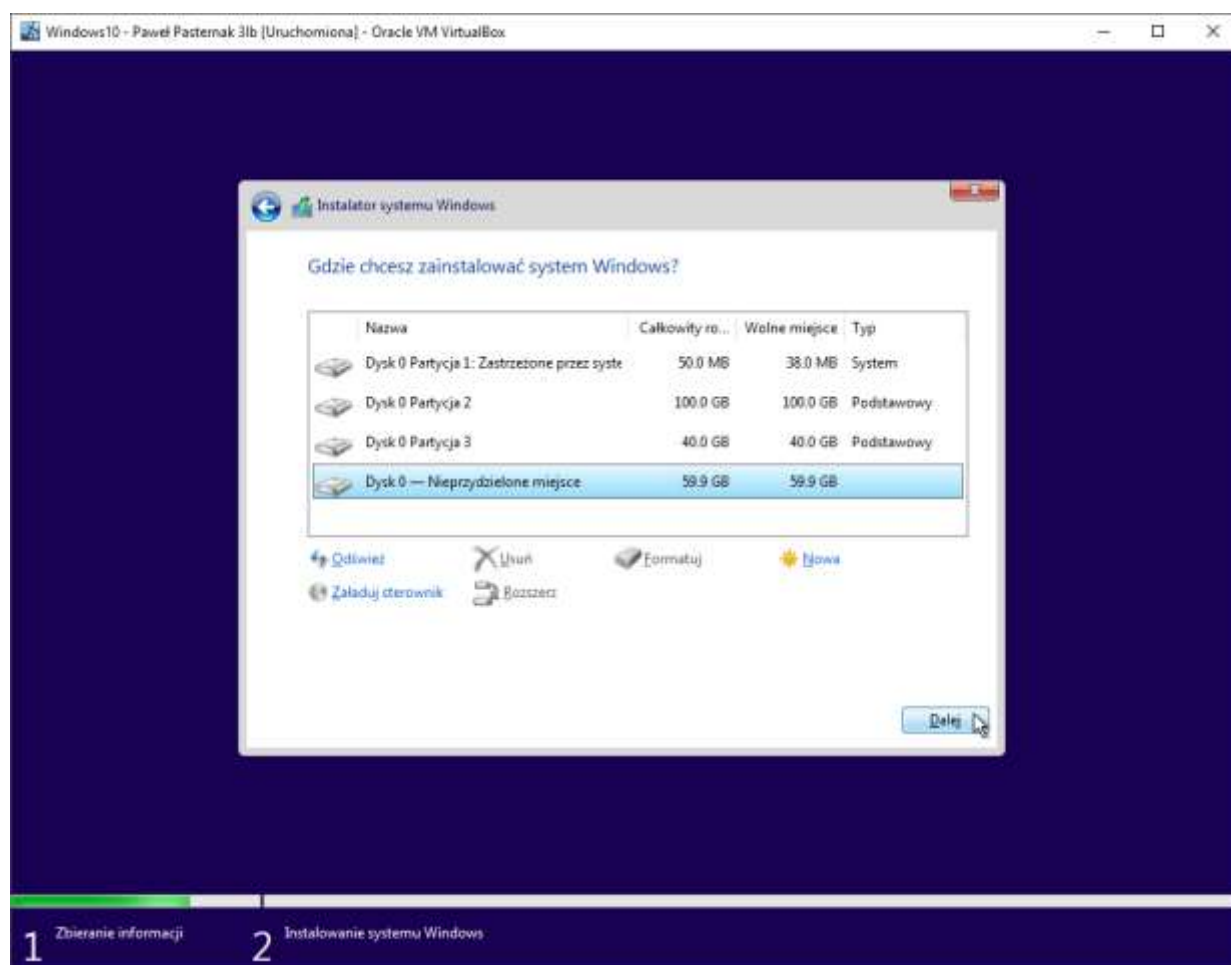 Windows10 - Paweł Pasternak 3lb [Uruchomiona] - Oracle VM VirtualBox
Instalator systemu Windows
Gdzie chcesz zainstalować system Windows?
Nazwa Całkowity ro... Wolne miejsce Typ
Dysk 0 Partycja 1: Zastrzeżone przez syste 50.0 MB 38.0 MB System
Dysk 0 Partycja 2 100.0 GB 100.0 GB Podstawowy
Dysk 0 Partycja 3 40.0 GB 40.0 GB Podstawowy
Dysk 0 — Nieprzydzielone miejsce 59.9 GB 59.9 GB
Odśwież Usuń Formatuj Nowa
Załaduj sterownik Rozszerz
Dalej
1 Zbieranie informacji 2 Instalowanie systemu Windows